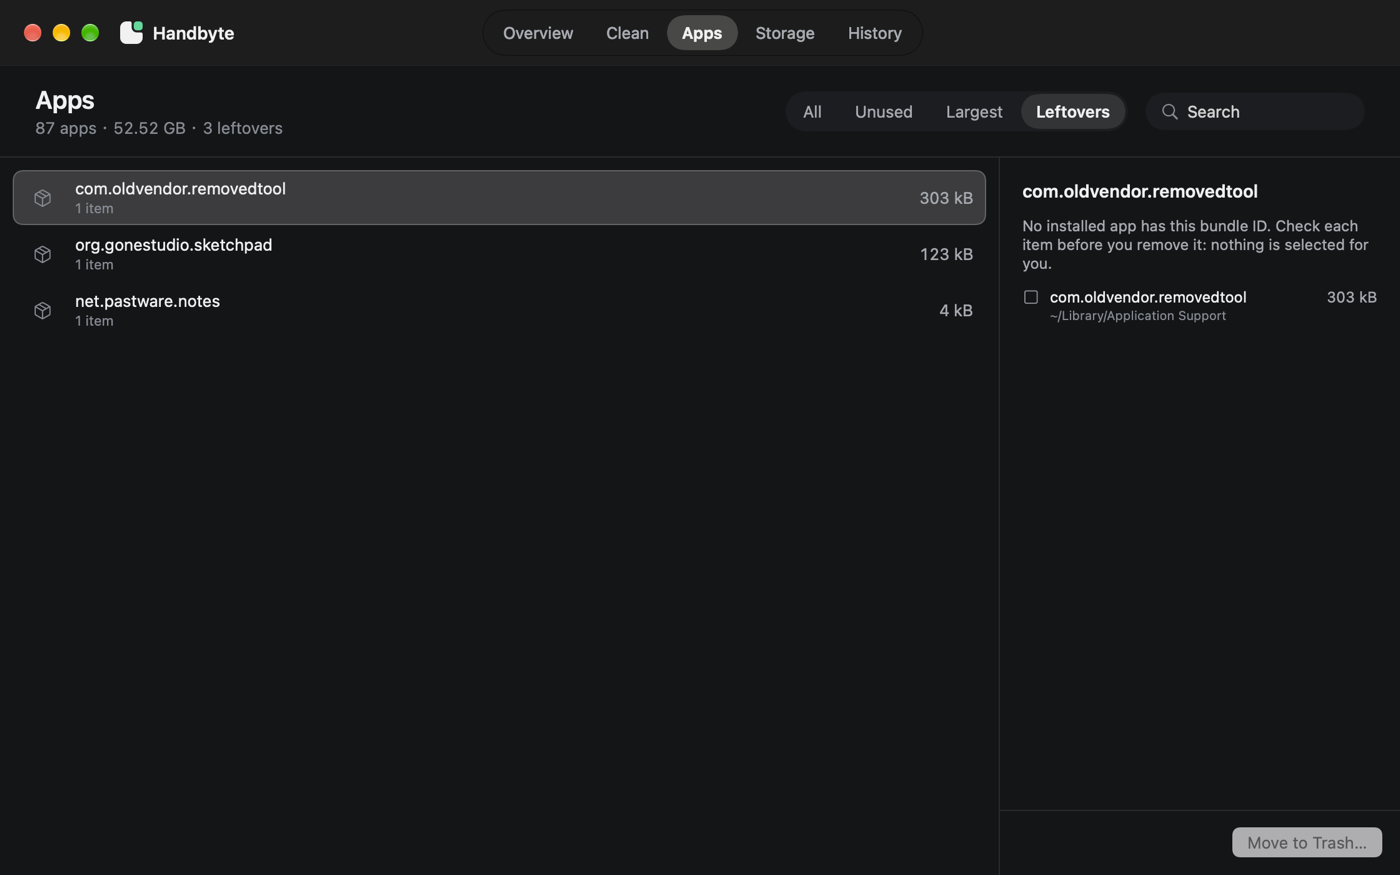 Handbyte
Overview
Clean
Apps
Storage
History
Apps
87 apps · 52.52 GB · 3 leftovers
All
Unused
Largest
Leftovers
Search
com.oldvendor.removedtool
1 item
303 kB
org.gonestudio.sketchpad
1 item
123 kB
net.pastware.notes
1 item
4 kB
com.oldvendor.removedtool
No installed app has this bundle ID. Check each
item before you remove it: nothing is selected for
you.
com.oldvendor.removedtool
303 kB
~/Library/Application Support
Move to Trash...